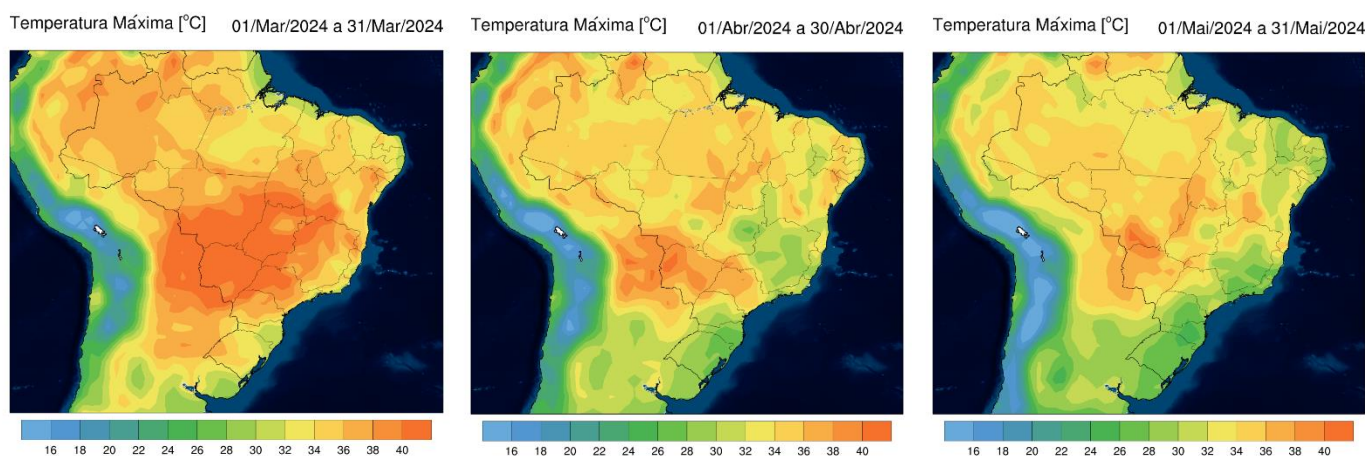 Temperatura Máxima [°C] 01/Mar/2024 a 31/Mar/2024
16 18 20 22 24 26 28 30 32 34 36 38 40
Temperatura Máxima [°C] 01/Abr/2024 a 30/Abr/2024
16 18 20 22 24 26 28 30 32 34 36 38 40
Temperatura Máxima [°C] 01/Mai/2024 a 31/Mai/2024
16 18 20 22 24 26 28 30 32 34 36 38 40